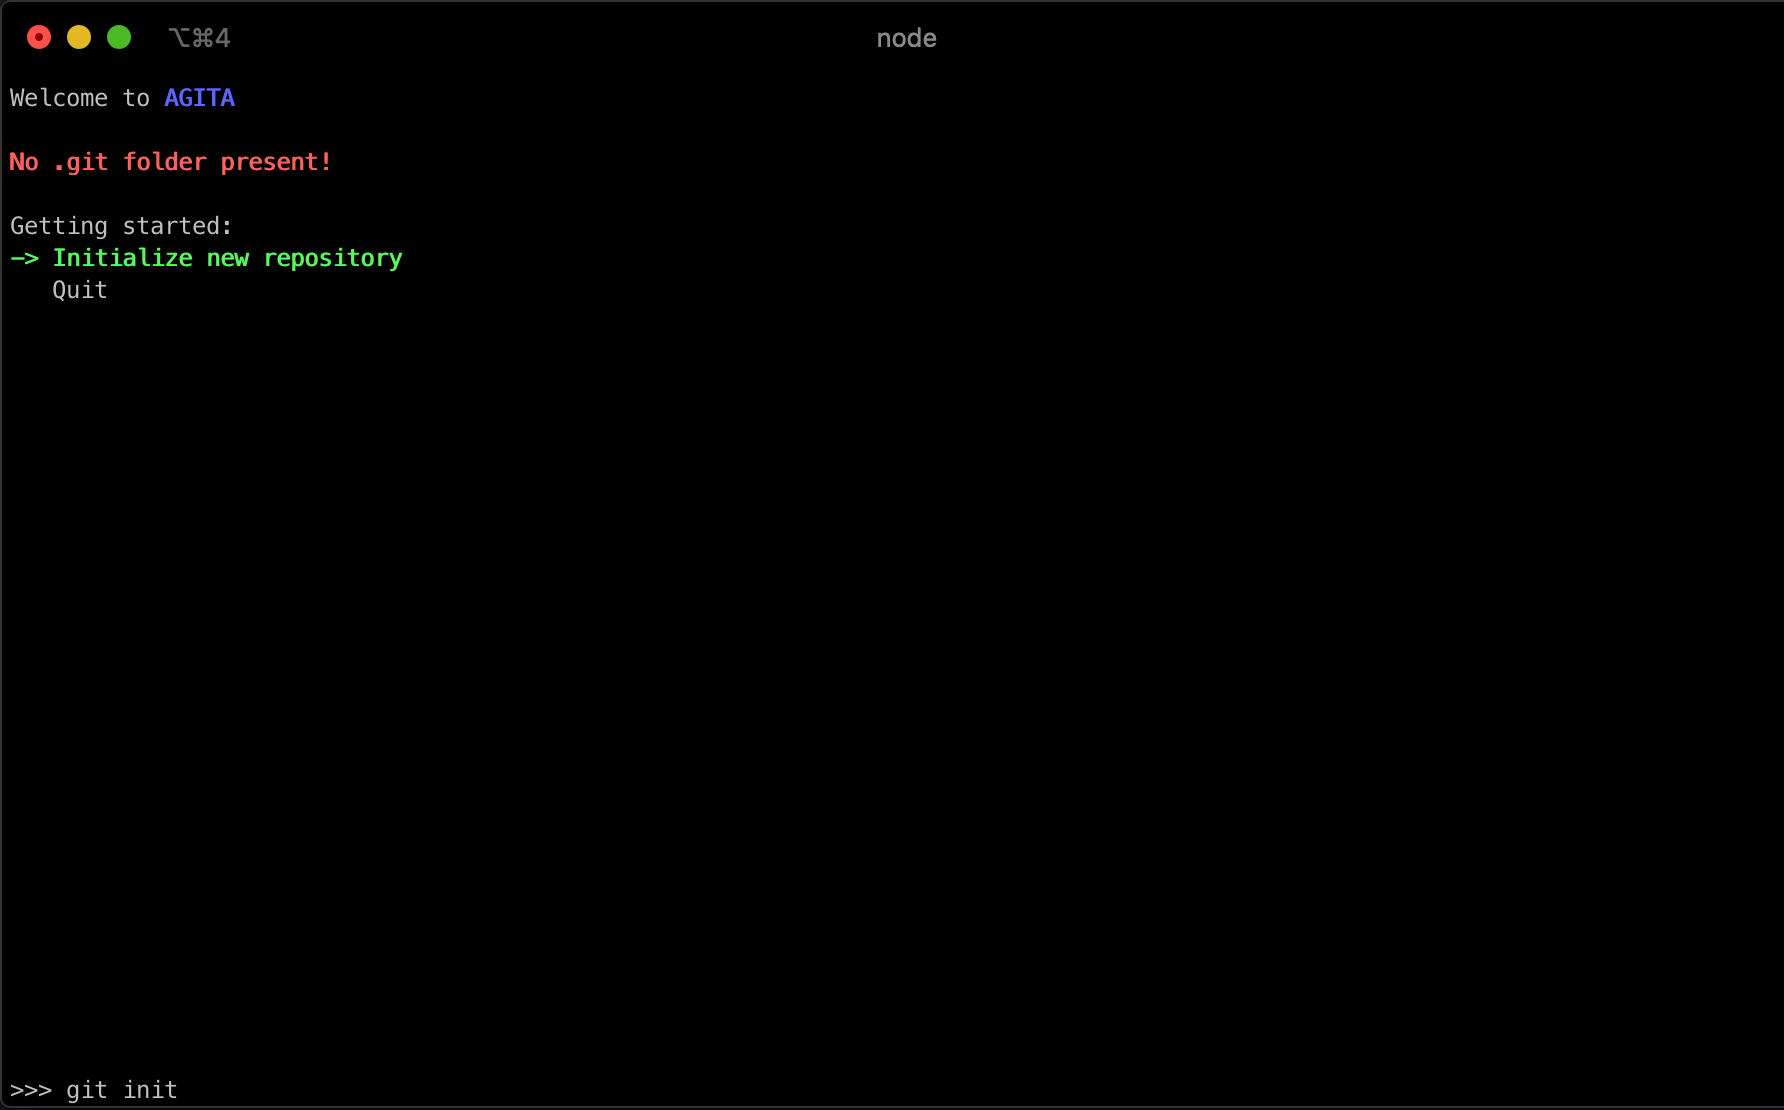 ⌥⌘4 node
Welcome to AGITA
No .git folder present!
Getting started:
—> Initialize new repository
Quit
>>> git init